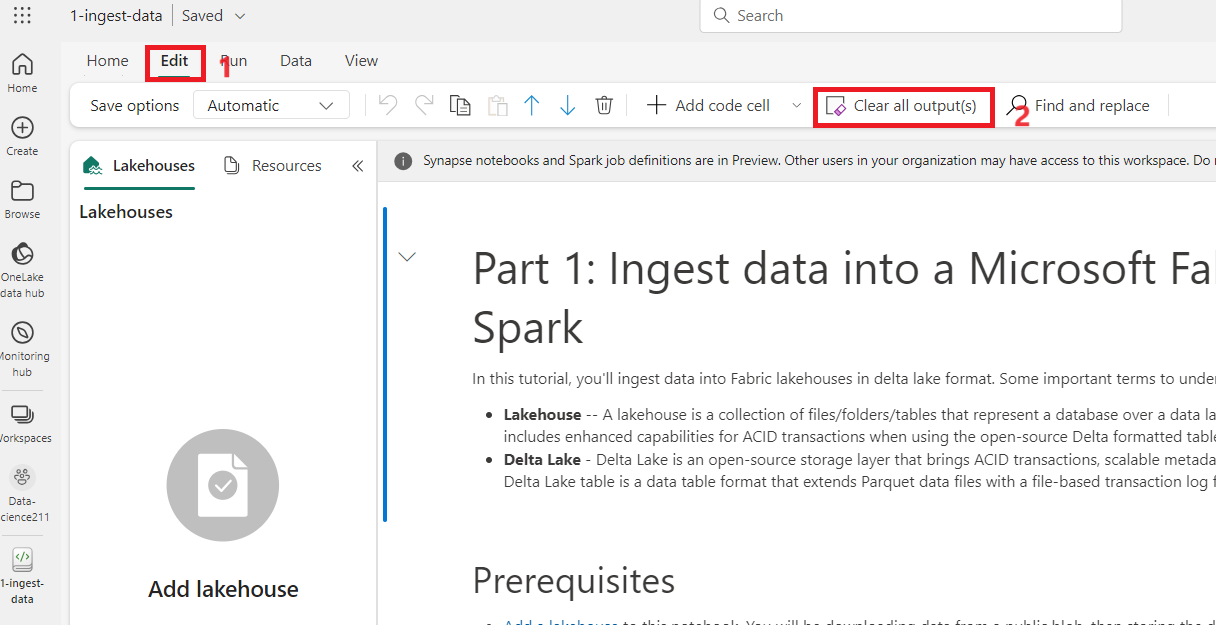 1-ingest-data Saved
Search
Home Edit Run Data View
1
Save options Automatic Add code cell Clear all output(s) Find and replace
2
Home
Create
Browse
OneLake
data hub
Monitoring
hub
Workspaces
Data-
cience211
1-ingest-
data
Lakehouses Resources
Lakehouses
Add lakehouse
Synapse notebooks and Spark job definitions are in Preview. Other users in your organization may have access to this workspace. Do
Part 1: Ingest data into a Microsoft Fa
Spark
In this tutorial, you'll ingest data into Fabric lakehouses in delta lake format. Some important terms to unde
• Lakehouse -- A lakehouse is a collection of files/folders/tables that represent a database over a data la
includes enhanced capabilities for ACID transactions when using the open-source Delta formatted table
• Delta Lake - Delta Lake is an open-source storage layer that brings ACID transactions, scalable metada
Delta Lake table is a data table format that extends Parquet data files with a file-based transaction log f
Prerequisites